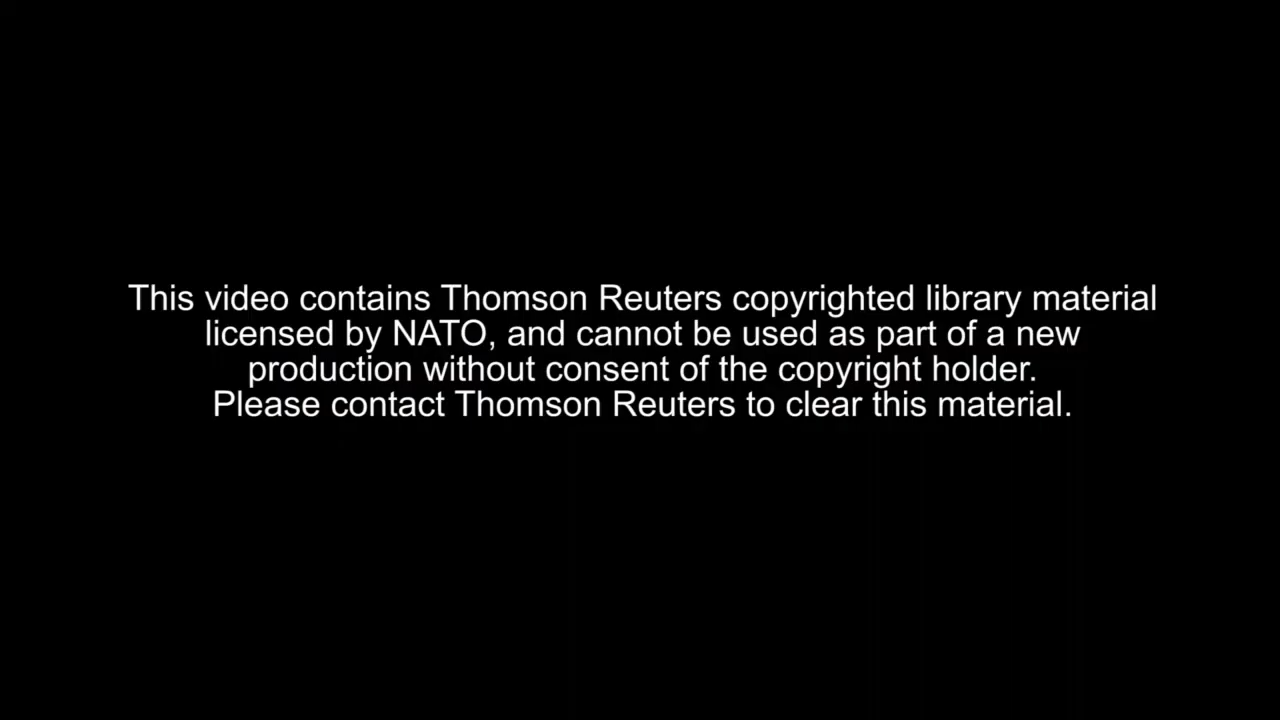 This video contains Thomson Reuters copyrighted library material
licensed by NATO, and cannot be used as part of a new
production without consent of the copyright holder.
Please contact Thomson Reuters to clear this material.